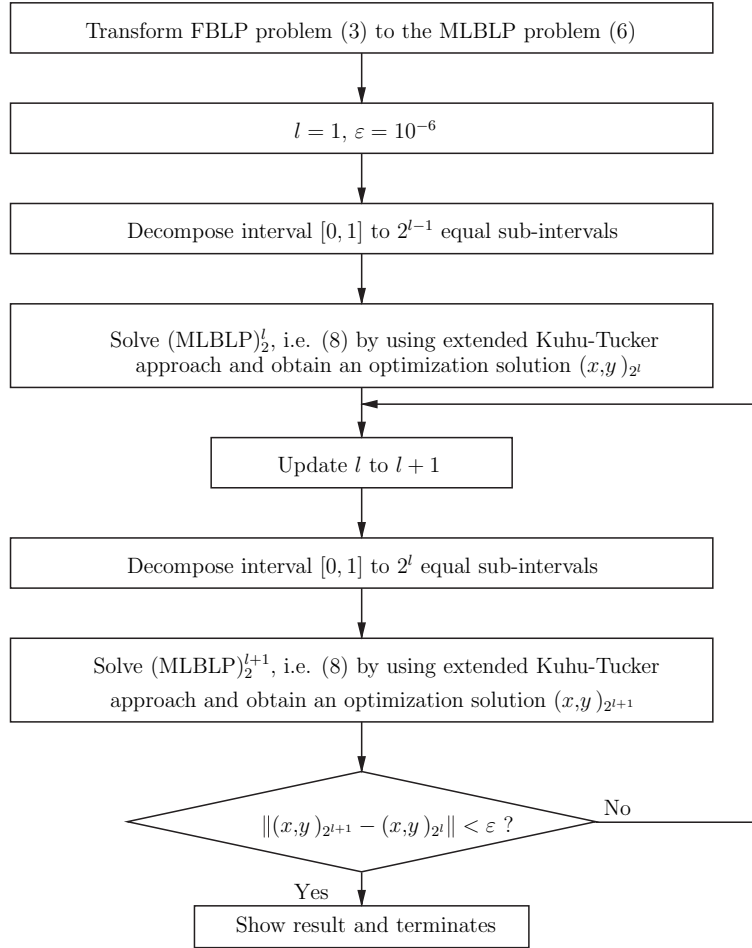 Transform FBLP problem (3) to the MLBLP problem (6)
l = 1, ε = 10⁻⁶
Decompose interval [0, 1] to 2^{l−1} equal sub-intervals
Solve (MLBLP)_2^l, i.e. (8) by using extended Kuhu-Tucker
approach and obtain an optimization solution (x,y)_{2^l}
Update l to l + 1
Decompose interval [0, 1] to 2^l equal sub-intervals
Solve (MLBLP)_2^{l+1}, i.e. (8) by using extended Kuhu-Tucker
approach and obtain an optimization solution (x,y)_{2^{l+1}}
‖(x,y)_{2^{l+1}} − (x,y)_{2^l}‖ < ε ?
No
Yes
Show result and terminates